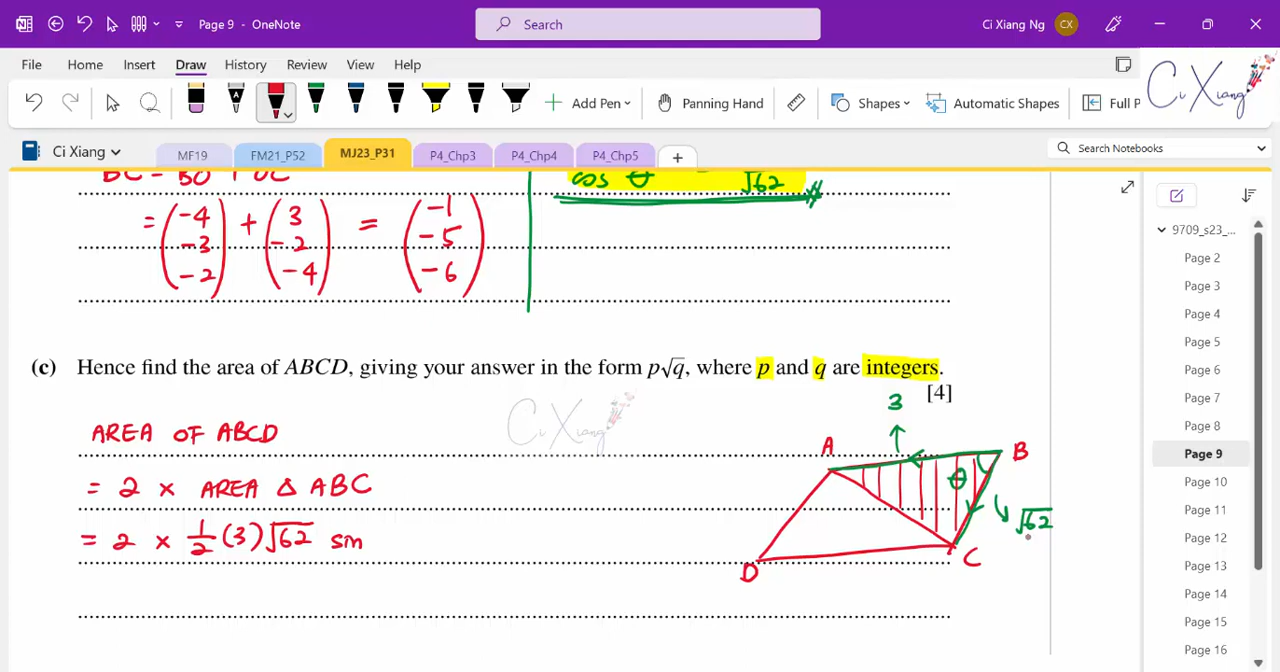 Page 9 - OneNote
Search
Ci Xiang Ng
CX
File Home Insert Draw History Review View Help
Add Pen
Panning Hand
Shapes
Automatic Shapes
Full P
Ci Xiang
Ci Xiang
MF19
FM21_P52
MJ23_P31
P4_Chp3
P4_Chp4
P4_Chp5
+
Search Notebooks
cos θ √62
= (-4 -3 -2) + (3 -2 -4) = (-1 -5 -6)
(c) Hence find the area of ABCD, giving your answer in the form p√q, where p and q are integers.
[4]
Ci Xiang
AREA OF ABCD
= 2 × AREA Δ ABC
= 2 × 1/2 (3) √62 sin
3
A
B
θ
√62
D
C
9709_s23_...
Page 2
Page 3
Page 4
Page 5
Page 6
Page 7
Page 8
Page 9
Page 10
Page 11
Page 12
Page 13
Page 14
Page 15
Page 16